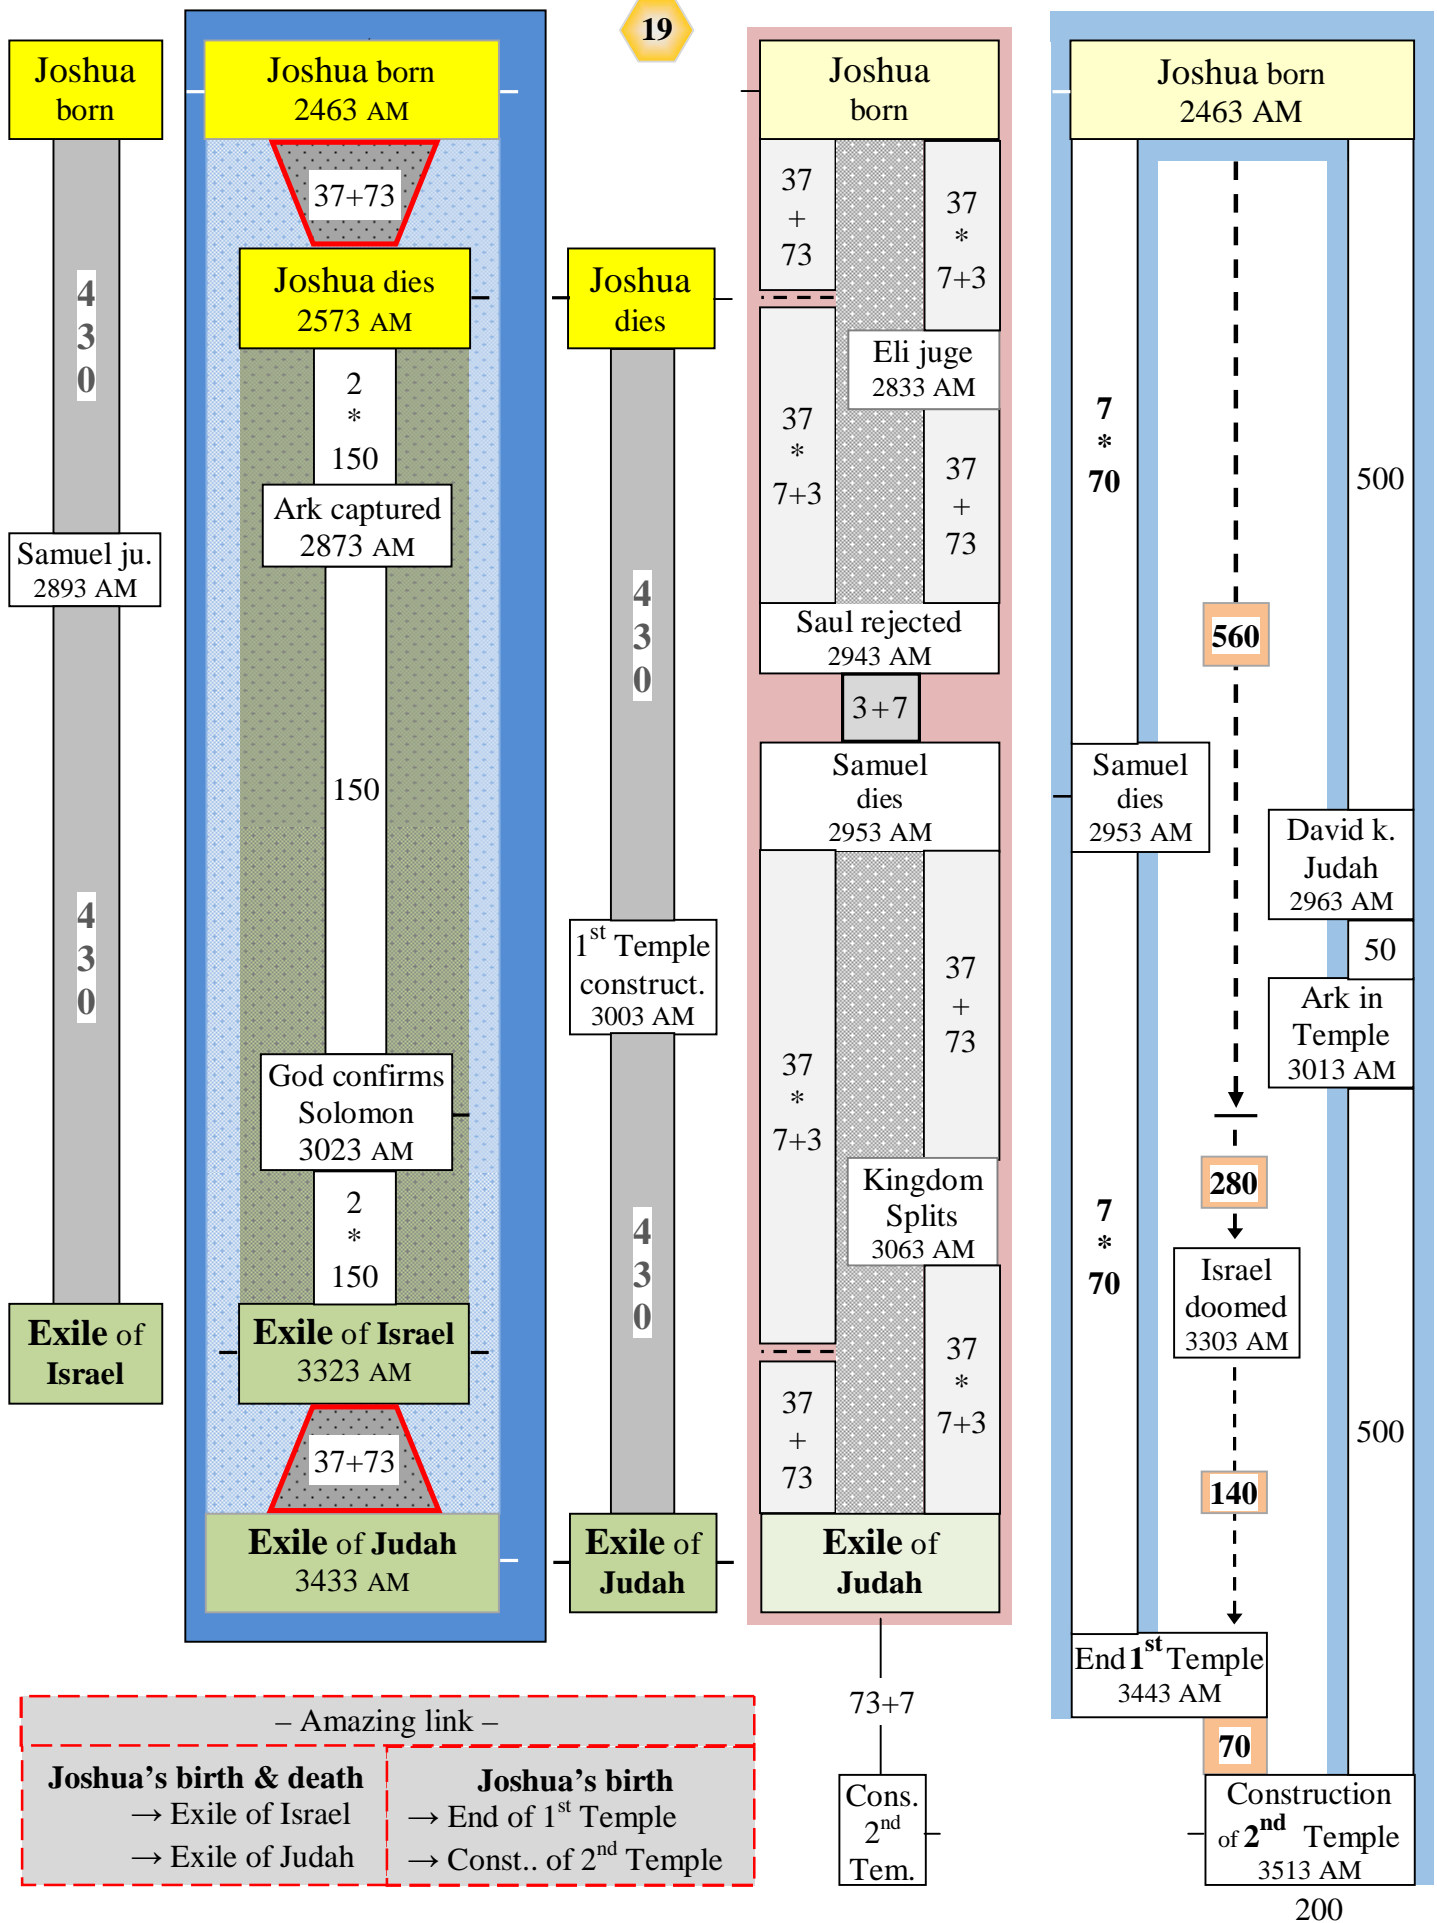 19
Joshua
born
4
3
0
Samuel ju.
2893 AM
4
3
0
Exile of
Israel
Joshua born
2463 AM
37+73
Joshua dies
2573 AM
2
*
150
Ark captured
2873 AM
150
God confirms
Solomon
3023 AM
2
*
150
Exile of Israel
3323 AM
37+73
Exile of Judah
3433 AM
Joshua
dies
4
3
0
1st Temple
construct.
3003 AM
4
3
0
Exile of
Judah
Joshua
born
37
+
73
37
*
7+3
37
*
7+3
Eli juge
2833 AM
37
+
73
Saul rejected
2943 AM
3+7
Samuel
dies
2953 AM
37
*
7+3
37
+
73
Kingdom
Splits
3063 AM
37
+
73
37
*
7+3
Exile of
Judah
73+7
Cons.
2nd
Tem.
Joshua born
2463 AM
7
*
70
Samuel
dies
2953 AM
7
*
70
End 1st Temple
3443 AM
560
280
Israel
doomed
3303 AM
140
70
500
David k.
Judah
2963 AM
50
Ark in
Temple
3013 AM
500
Construction
of 2nd Temple
3513 AM
– Amazing link –
Joshua's birth & death
→ Exile of Israel
→ Exile of Judah
Joshua's birth
→ End of 1st Temple
→ Const.. of 2nd Temple
200